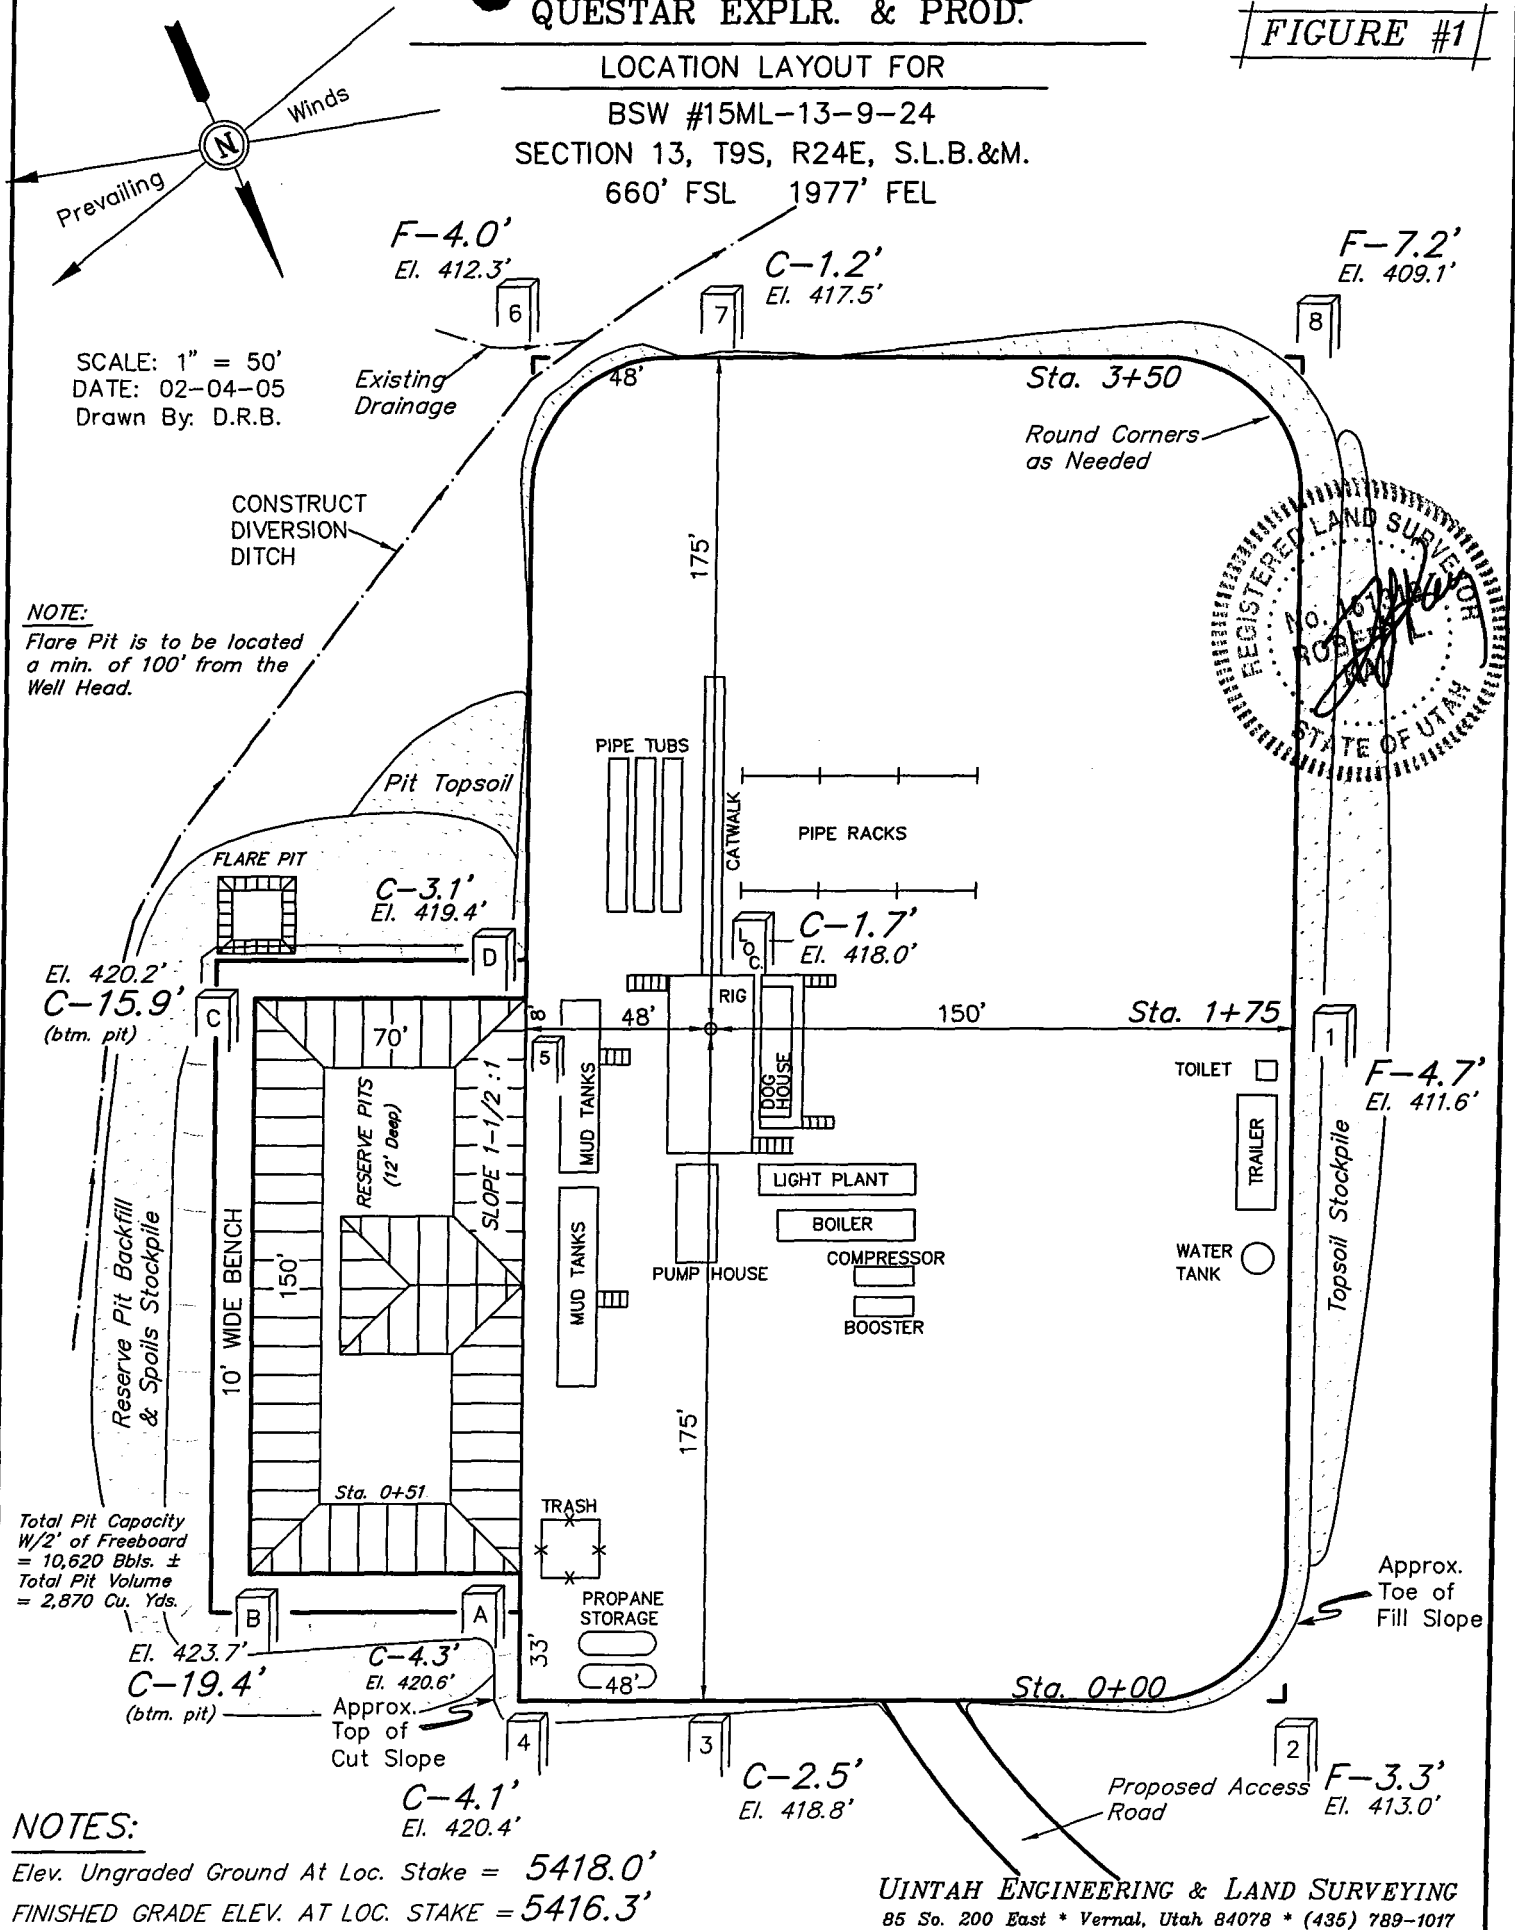 QUESTAR EXPLR. & PROD.
FIGURE #1
LOCATION LAYOUT FOR
BSW #15ML-13-9-24
SECTION 13, T9S, R24E, S.L.B.&M.
660' FSL 1977' FEL
Winds
N
Prevailing
SCALE: 1" = 50'
DATE: 02-04-05
Drawn By: D.R.B.
F-4.0'
El. 412.3'
6
C-1.2'
El. 417.5'
7
F-7.2'
El. 409.1'
8
Existing
Drainage
48'
Sta. 3+50
Round Corners
as Needed
CONSTRUCT
DIVERSION
DITCH
175'
REGISTERED LAND SURVEYOR
No.
ROBERT L.
KAY
STATE OF UTAH
NOTE:
Flare Pit is to be located
a min. of 100' from the
Well Head.
Pit Topsoil
PIPE TUBS
CATWALK
PIPE RACKS
FLARE PIT
C-3.1'
El. 419.4'
D
LOC.
C-1.7'
El. 418.0'
El. 420.2'
C-15.9'
(btm. pit)
C
70'
8'
48'
RIG
150'
Sta. 1+75
1
5
MUD TANKS
DOG
HOUSE
TOILET
F-4.7'
El. 411.6'
RESERVE PITS
(12' Deep)
SLOPE 1-1/2 :1
TRAILER
Topsoil Stockpile
LIGHT PLANT
BOILER
Reserve Pit Backfill
& Spoils Stockpile
10' WIDE BENCH
150'
MUD TANKS
PUMP HOUSE
COMPRESSOR
BOOSTER
WATER
TANK
175'
Sta. 0+51
TRASH
Total Pit Capacity
W/2' of Freeboard
= 10,620 Bbls. ±
Total Pit Volume
= 2,870 Cu. Yds.
B
A
PROPANE
STORAGE
33'
48'
Approx.
Toe of
Fill Slope
El. 423.7'
C-19.4'
(btm. pit)
C-4.3'
El. 420.6'
Approx.
Top of
Cut Slope
Sta. 0+00
4
C-4.1'
El. 420.4'
3
C-2.5'
El. 418.8'
2
F-3.3'
El. 413.0'
Proposed Access
Road
NOTES:
Elev. Ungraded Ground At Loc. Stake = 5418.0'
FINISHED GRADE ELEV. AT LOC. STAKE = 5416.3'
UINTAH ENGINEERING & LAND SURVEYING
85 So. 200 East * Vernal, Utah 84078 * (435) 789-1017